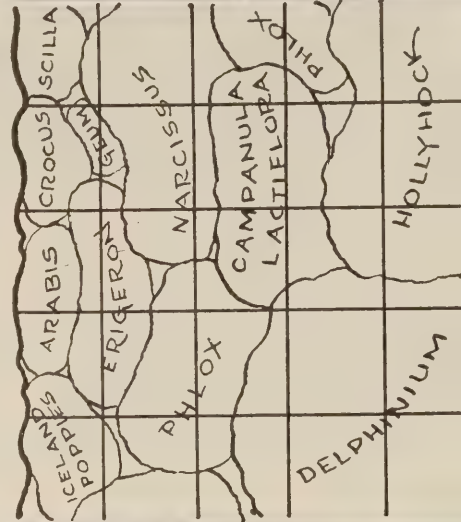 SCILLA
CROCUS
ARABIS
ICELAND
POPPIES
GEUM
ERIGERON
NARCISSUS
PHLOX
PHLOX
CAMPANULA
LACTIFLORA
HOLLYHOCK
DELPHINIUM